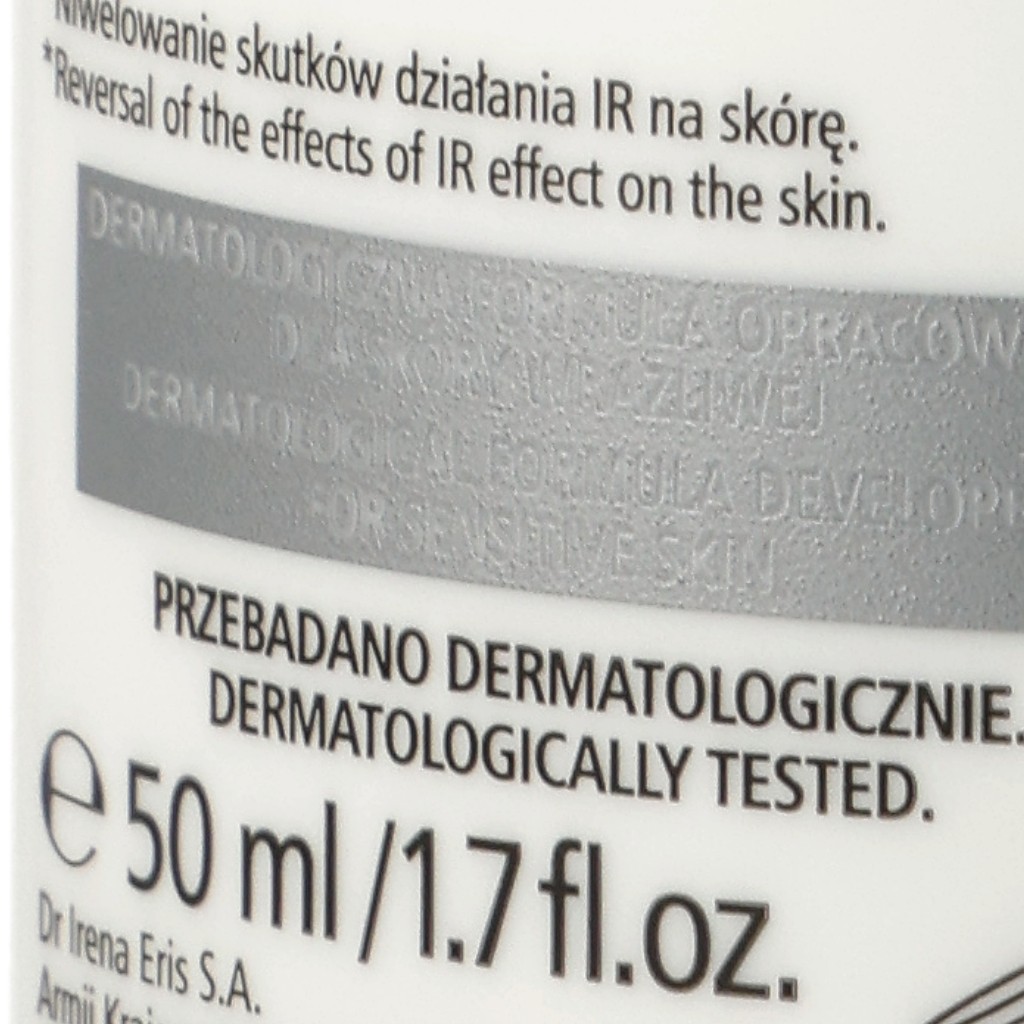 Niwelowanie skutków działania IR na skórę.
*Reversal of the effects of IR effect on the skin.
DERMATOLOGICZNA FORMUŁA
DLA SKÓRY WRAŻLIWEJ
DERMATOLOGICAL FORMULA
FOR SENSITIVE SKIN
PRZEBADANO DERMATOLOGICZNIE.
DERMATOLOGICALLY TESTED.
℮ 50 ml /1.7 fl.oz.
Dr Irena Eris S.A.
Armii